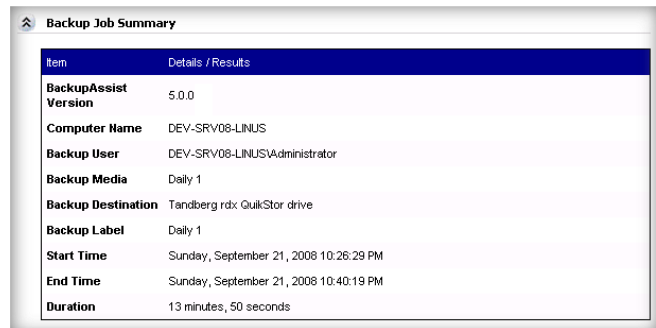 Backup Job Summary
Item Details / Results
BackupAssist
Version 5.0.0
Computer Name DEV-SRV08-LINUS
Backup User DEV-SRV08-LINUS\Administrator
Backup Media Daily 1
Backup Destination Tandberg rdx QuikStor drive
Backup Label Daily 1
Start Time Sunday, September 21, 2008 10:26:29 PM
End Time Sunday, September 21, 2008 10:40:19 PM
Duration 13 minutes, 50 seconds